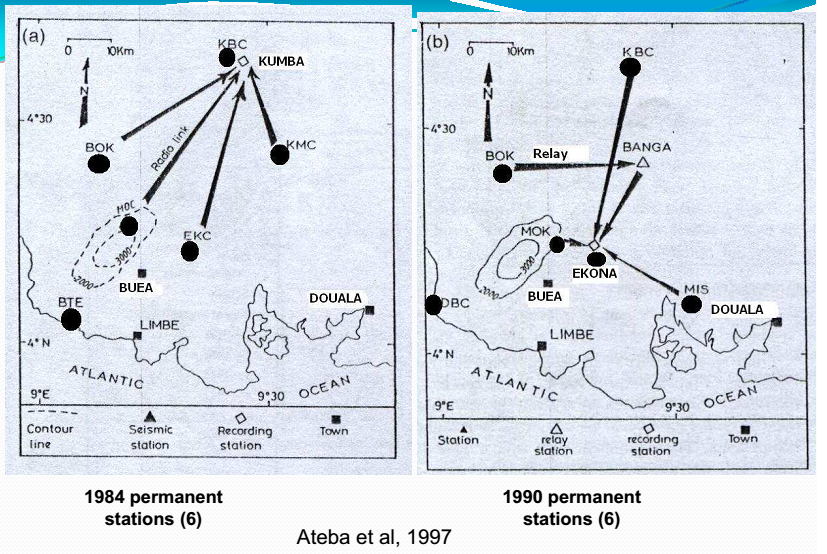 (a)
0 10Km
N
4°30
KBC
KUMBA
BOK
Radio link
KMC
MOC
3000
2000
EKC
BUEA
BTE
LIMBE
DOUALA
4° N
ATLANTIC
OCEAN
9°E
9°30
Contour line
Seismic station
Recording station
Town
(b)
0 10Km
N
4°30
KBC
BOK
Relay
BANGA
MOK
3000
2000
EKONA
BUEA
MIS
DOUALA
DBC
LIMBE
4° N
ATLANTIC
OCEAN
9°E
9°30
Station
relay station
recording station
Town
1984 permanent
stations (6)
1990 permanent
stations (6)
Ateba et al, 1997